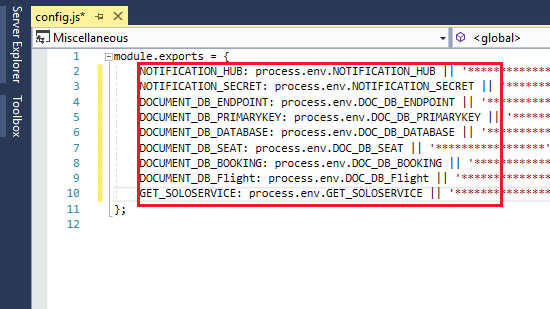 config.js*
Server Explorer
Toolbox
Miscellaneous
<global>
1 module.exports = {
2 NOTIFICATION_HUB: process.env.NOTIFICATION_HUB || '**************
3 NOTIFICATION_SECRET: process.env.NOTIFICATION_SECRET || '*********
4 DOCUMENT_DB_ENDPOINT: process.env.DOC_DB_ENDPOINT || '************
5 DOCUMENT_DB_PRIMARYKEY: process.env.DOC_DB_PRIMARYKEY || '********
6 DOCUMENT_DB_DATABASE: process.env.DOC_DB_DATABASE || '************
7 DOCUMENT_DB_SEAT: process.env.DOC_DB_SEAT || '*****************'
8 DOCUMENT_DB_BOOKING: process.env.DOC_DB_BOOKING || '**************
9 DOCUMENT_DB_Flight: process.env.DOC_DB_Flight || '****************
10 GET_SOLOSERVICE: process.env.GET_SOLOSERVICE || '*****************
11 };
12